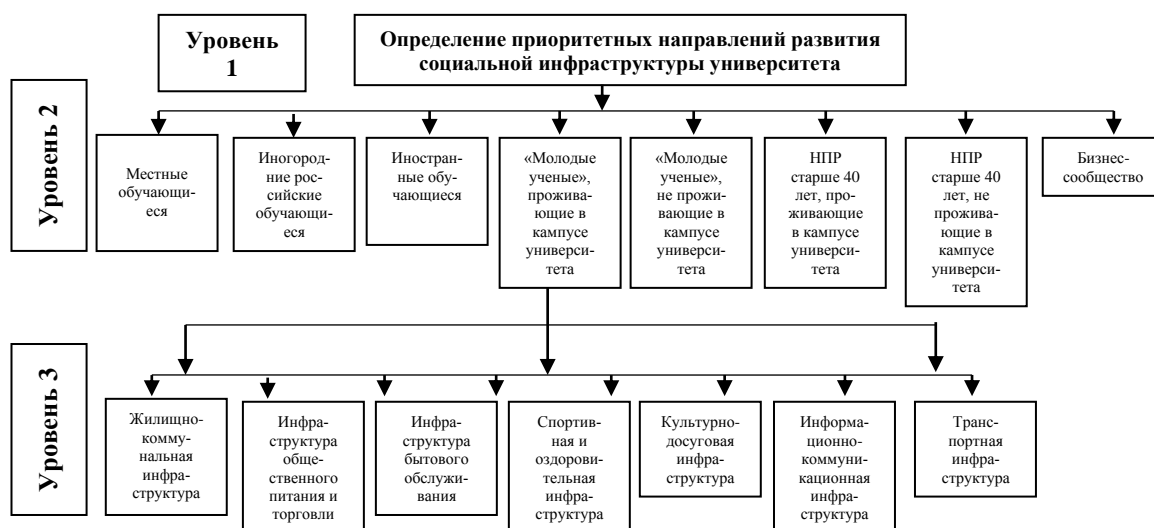 Уровень
1
Определение приоритетных направлений развития
социальной инфраструктуры университета
Уровень 2
Местные
обучающи-
еся
Иногород-
ние рос-
сийские
обучающи-
еся
Иностран-
ные обу-
чающиеся
«Молодые
ученые»,
прожива-
ющие в
кампусе
универси-
тета
«Молодые
ученые»,
не прожи-
вающие в
кампусе
универси-
тета
НПР
старше 40
лет, про-
живающие
в кампусе
универси-
тета
НПР
старше 40
лет, не
прожива-
ющие в
кампусе
универси-
тета
Бизнес-
сообщество
Уровень 3
Жилищно-
комму-
нальная
инфра-
структура
Инфра-
структура
обще-
ственного
питания и
торговли
Инфра-
структура
бытового
обслужи-
вания
Спортив-
ная и
оздорови-
тельная
инфра-
структура
Культурно-
досуговая
инфра-
структура
Информа-
ционно-
коммуни-
кационная
инфра-
структура
Транс-
портная
инфра-
структура